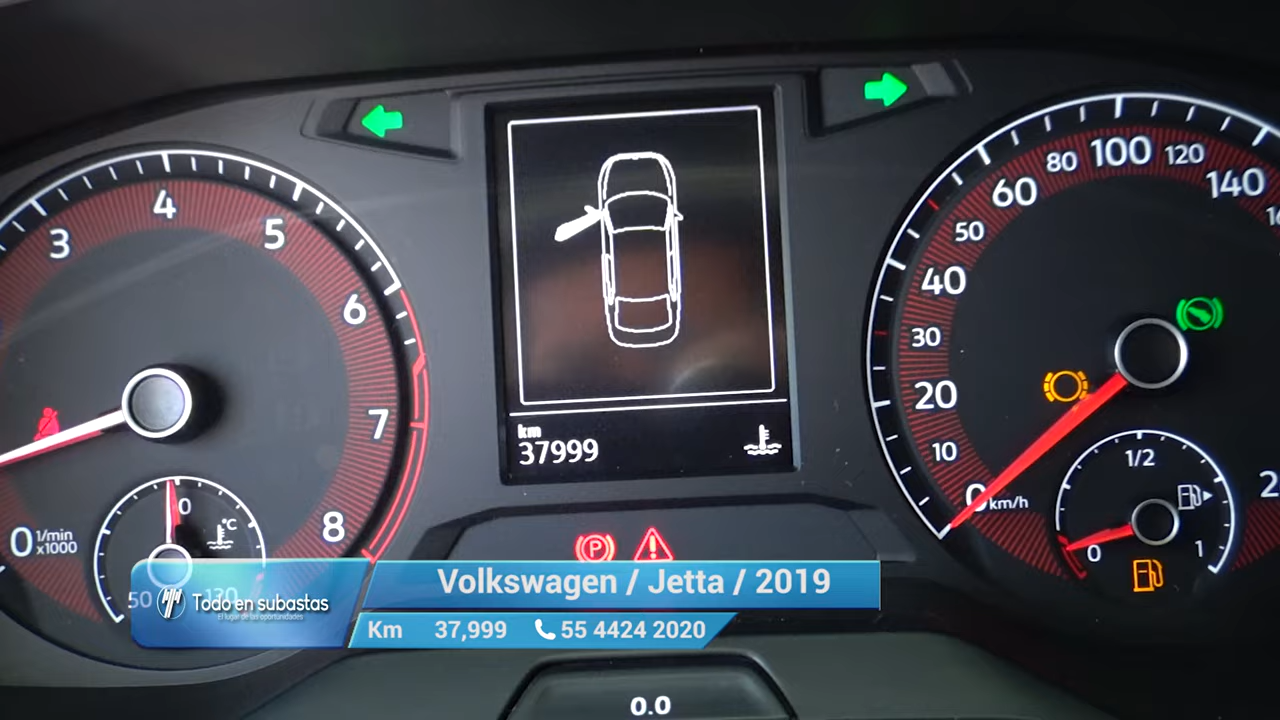 3
4
5
6
7
8
0 1/min
x1000
0
°C
50
130
km
37999
P
10
20
30
40
50
60
80
100
120
140
0 km/h
1/2
0
1
Volkswagen / Jetta / 2019
Todo en subastas
El lugar de las oportunidades
Km 37,999 55 4424 2020
0.0